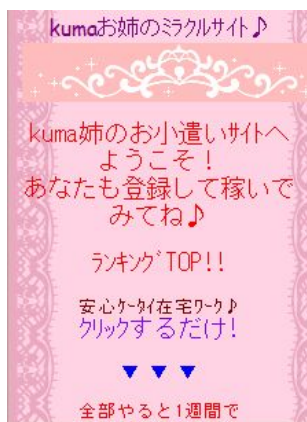 kumaお姉のﾐﾗｸﾙｻｲﾄ♪
kuma姉のお小遣いｻｲﾄへ
ようこそ！
あなたも登録して稼いで
みてね♪
ﾗﾝｷﾝｸﾞTOP!!
安心ｹｰﾀｲ在宅ﾜｰｸ♪
ｸﾘｯｸするだけ!
▼ ▼ ▼
全部やると1週間で